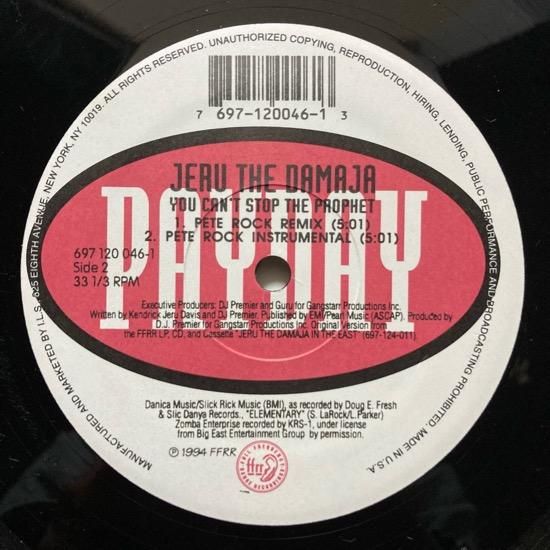 MANUFACTURED AND MARKETED BY I.L.S. 825 EIGHTH AVENUE, NEW YORK, NY 10019. ALL RIGHTS RESERVED. UNAUTHORIZED COPYING, REPRODUCTION, HIRING, LENDING, PUBLIC PERFORMANCE AND BROADCASTING PROHIBITED. MADE IN U.S.A.
7 697-120046-1 3
PAYDAY
JERU THE DAMAJA
YOU CAN'T STOP THE PROPHET
1. PETE ROCK REMIX (5:01)
2. PETE ROCK INSTRUMENTAL (5:01)
697 120 046-1
Side 2
33 1/3 RPM
Executive Producers: DJ Premier and Guru for Gangstarr Productions Inc.
Written by Kendrick Jeru Davis and DJ Premier. Published by EMI/Pearl Music (ASCAP). Produced by
D.J. Premier for Gangstarr Productions Inc. Original Version from
the FFRR LP, CD, and Cassette "JERU THE DAMAJA IN THE EAST" (697-124-011)
Danica Music/Slick Rick Music (BMI), as recorded by Doug E. Fresh
& Slic Danya Records., "ELEMENTARY" (S. LaRock/L. Parker)
Zomba Enterprise recorded by KRS-1, under license
from Big East Entertainment Group by permission.
℗ 1994 FFRR
ffrr